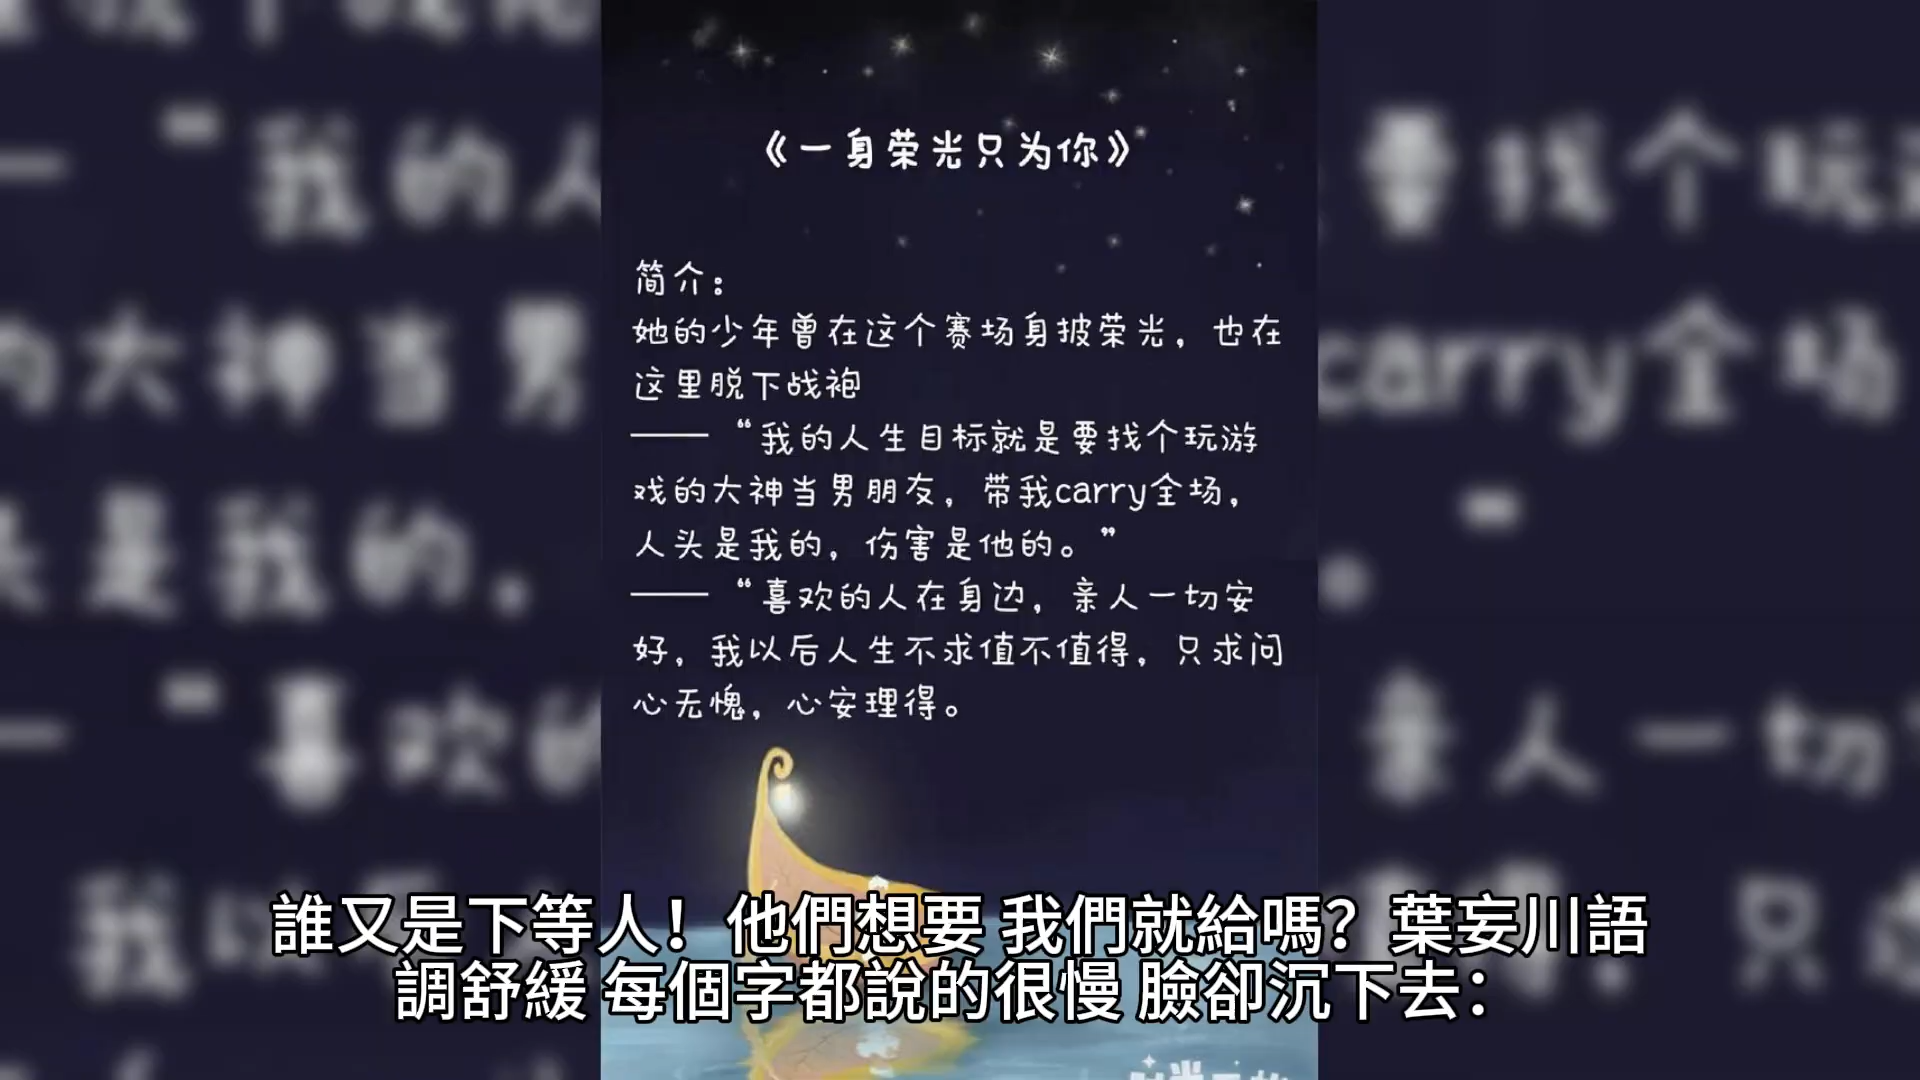 《一身荣光只为你》
简介：
她的少年曾在这个赛场身披荣光，也在
这里脱下战袍
——“我的人生目标就是要找个玩游
戏的大神当男朋友，带我carry全场，
人头是我的，伤害是他的。”
——“喜欢的人在身边，亲人一切安
好，我以后人生不求值不值得，只求问
心无愧，心安理得。
誰又是下等人！他們想要 我們就給嗎？葉妄川語
調舒緩 每個字都說的很慢 臉卻沉下去：